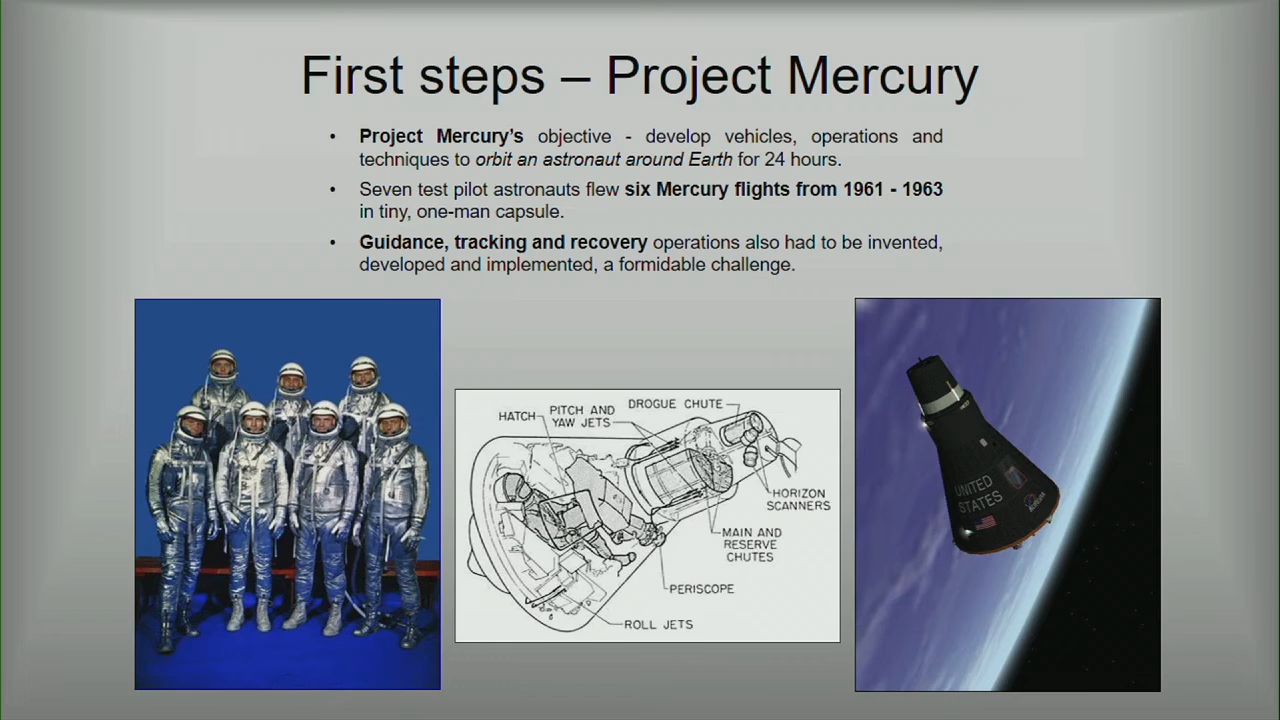 First steps – Project Mercury
• Project Mercury's objective - develop vehicles, operations and
techniques to orbit an astronaut around Earth for 24 hours.
• Seven test pilot astronauts flew six Mercury flights from 1961 - 1963
in tiny, one-man capsule.
• Guidance, tracking and recovery operations also had to be invented,
developed and implemented, a formidable challenge.
HATCH
PITCH AND
YAW JETS
DROGUE CHUTE
HORIZON
SCANNERS
MAIN AND
RESERVE
CHUTES
PERISCOPE
ROLL JETS
UNITED
STATES